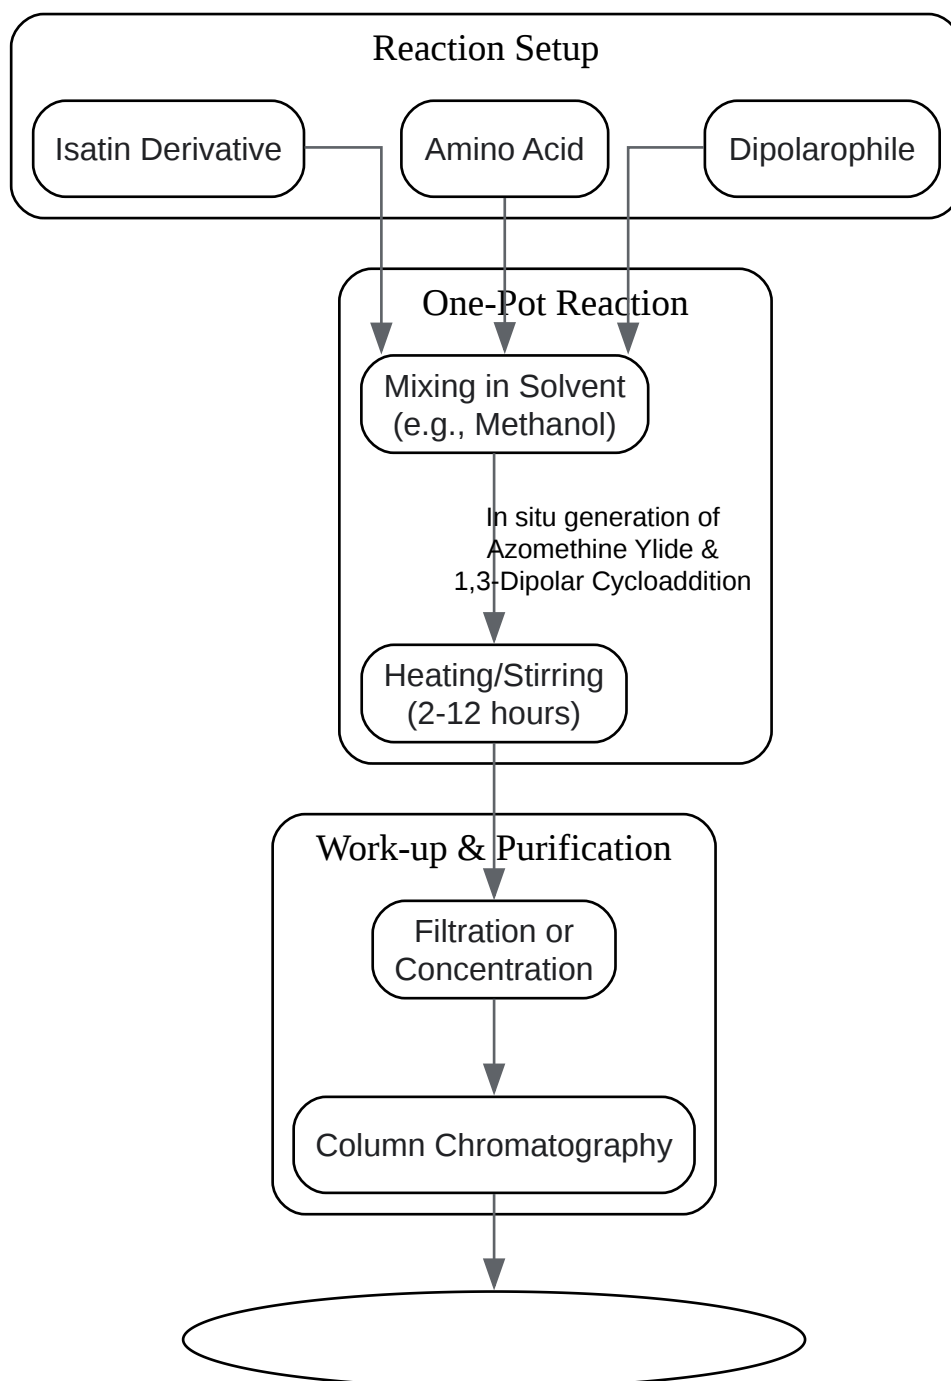 Reaction Setup
Isatin Derivative
Amino Acid
Dipolarophile
One-Pot Reaction
Mixing in Solvent
(e.g., Methanol)
In situ generation of
Azomethine Ylide &
1,3-Dipolar Cycloaddition
Heating/Stirring
(2-12 hours)
Work-up & Purification
Filtration or
Concentration
Column Chromatography